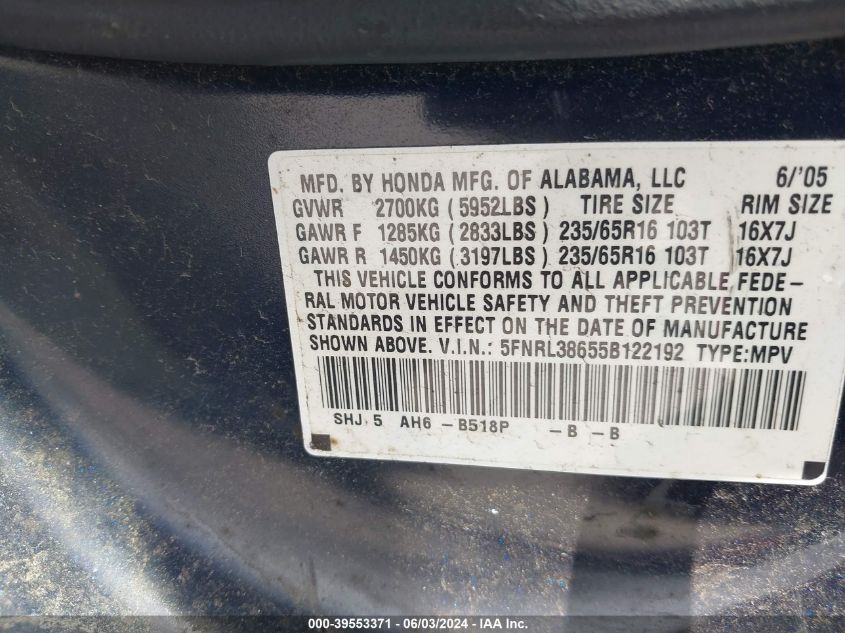 MFD. BY HONDA MFG. OF ALABAMA, LLC 6/'05
GVWR 2700KG (5952LBS) TIRE SIZE RIM SIZE
GAWR F 1285KG (2833LBS) 235/65R16 103T 16X7J
GAWR R 1450KG (3197LBS) 235/65R16 103T 16X7J
THIS VEHICLE CONFORMS TO ALL APPLICABLE FEDE-
RAL MOTOR VEHICLE SAFETY AND THEFT PREVENTION
STANDARDS IN EFFECT ON THE DATE OF MANUFACTURE
SHOWN ABOVE. V.I.N.: 5FNRL38655B122192 TYPE:MPV
SHJ 5 AH6 - B518P - B - B
000-39553371 - 06/03/2024 - IAA Inc.